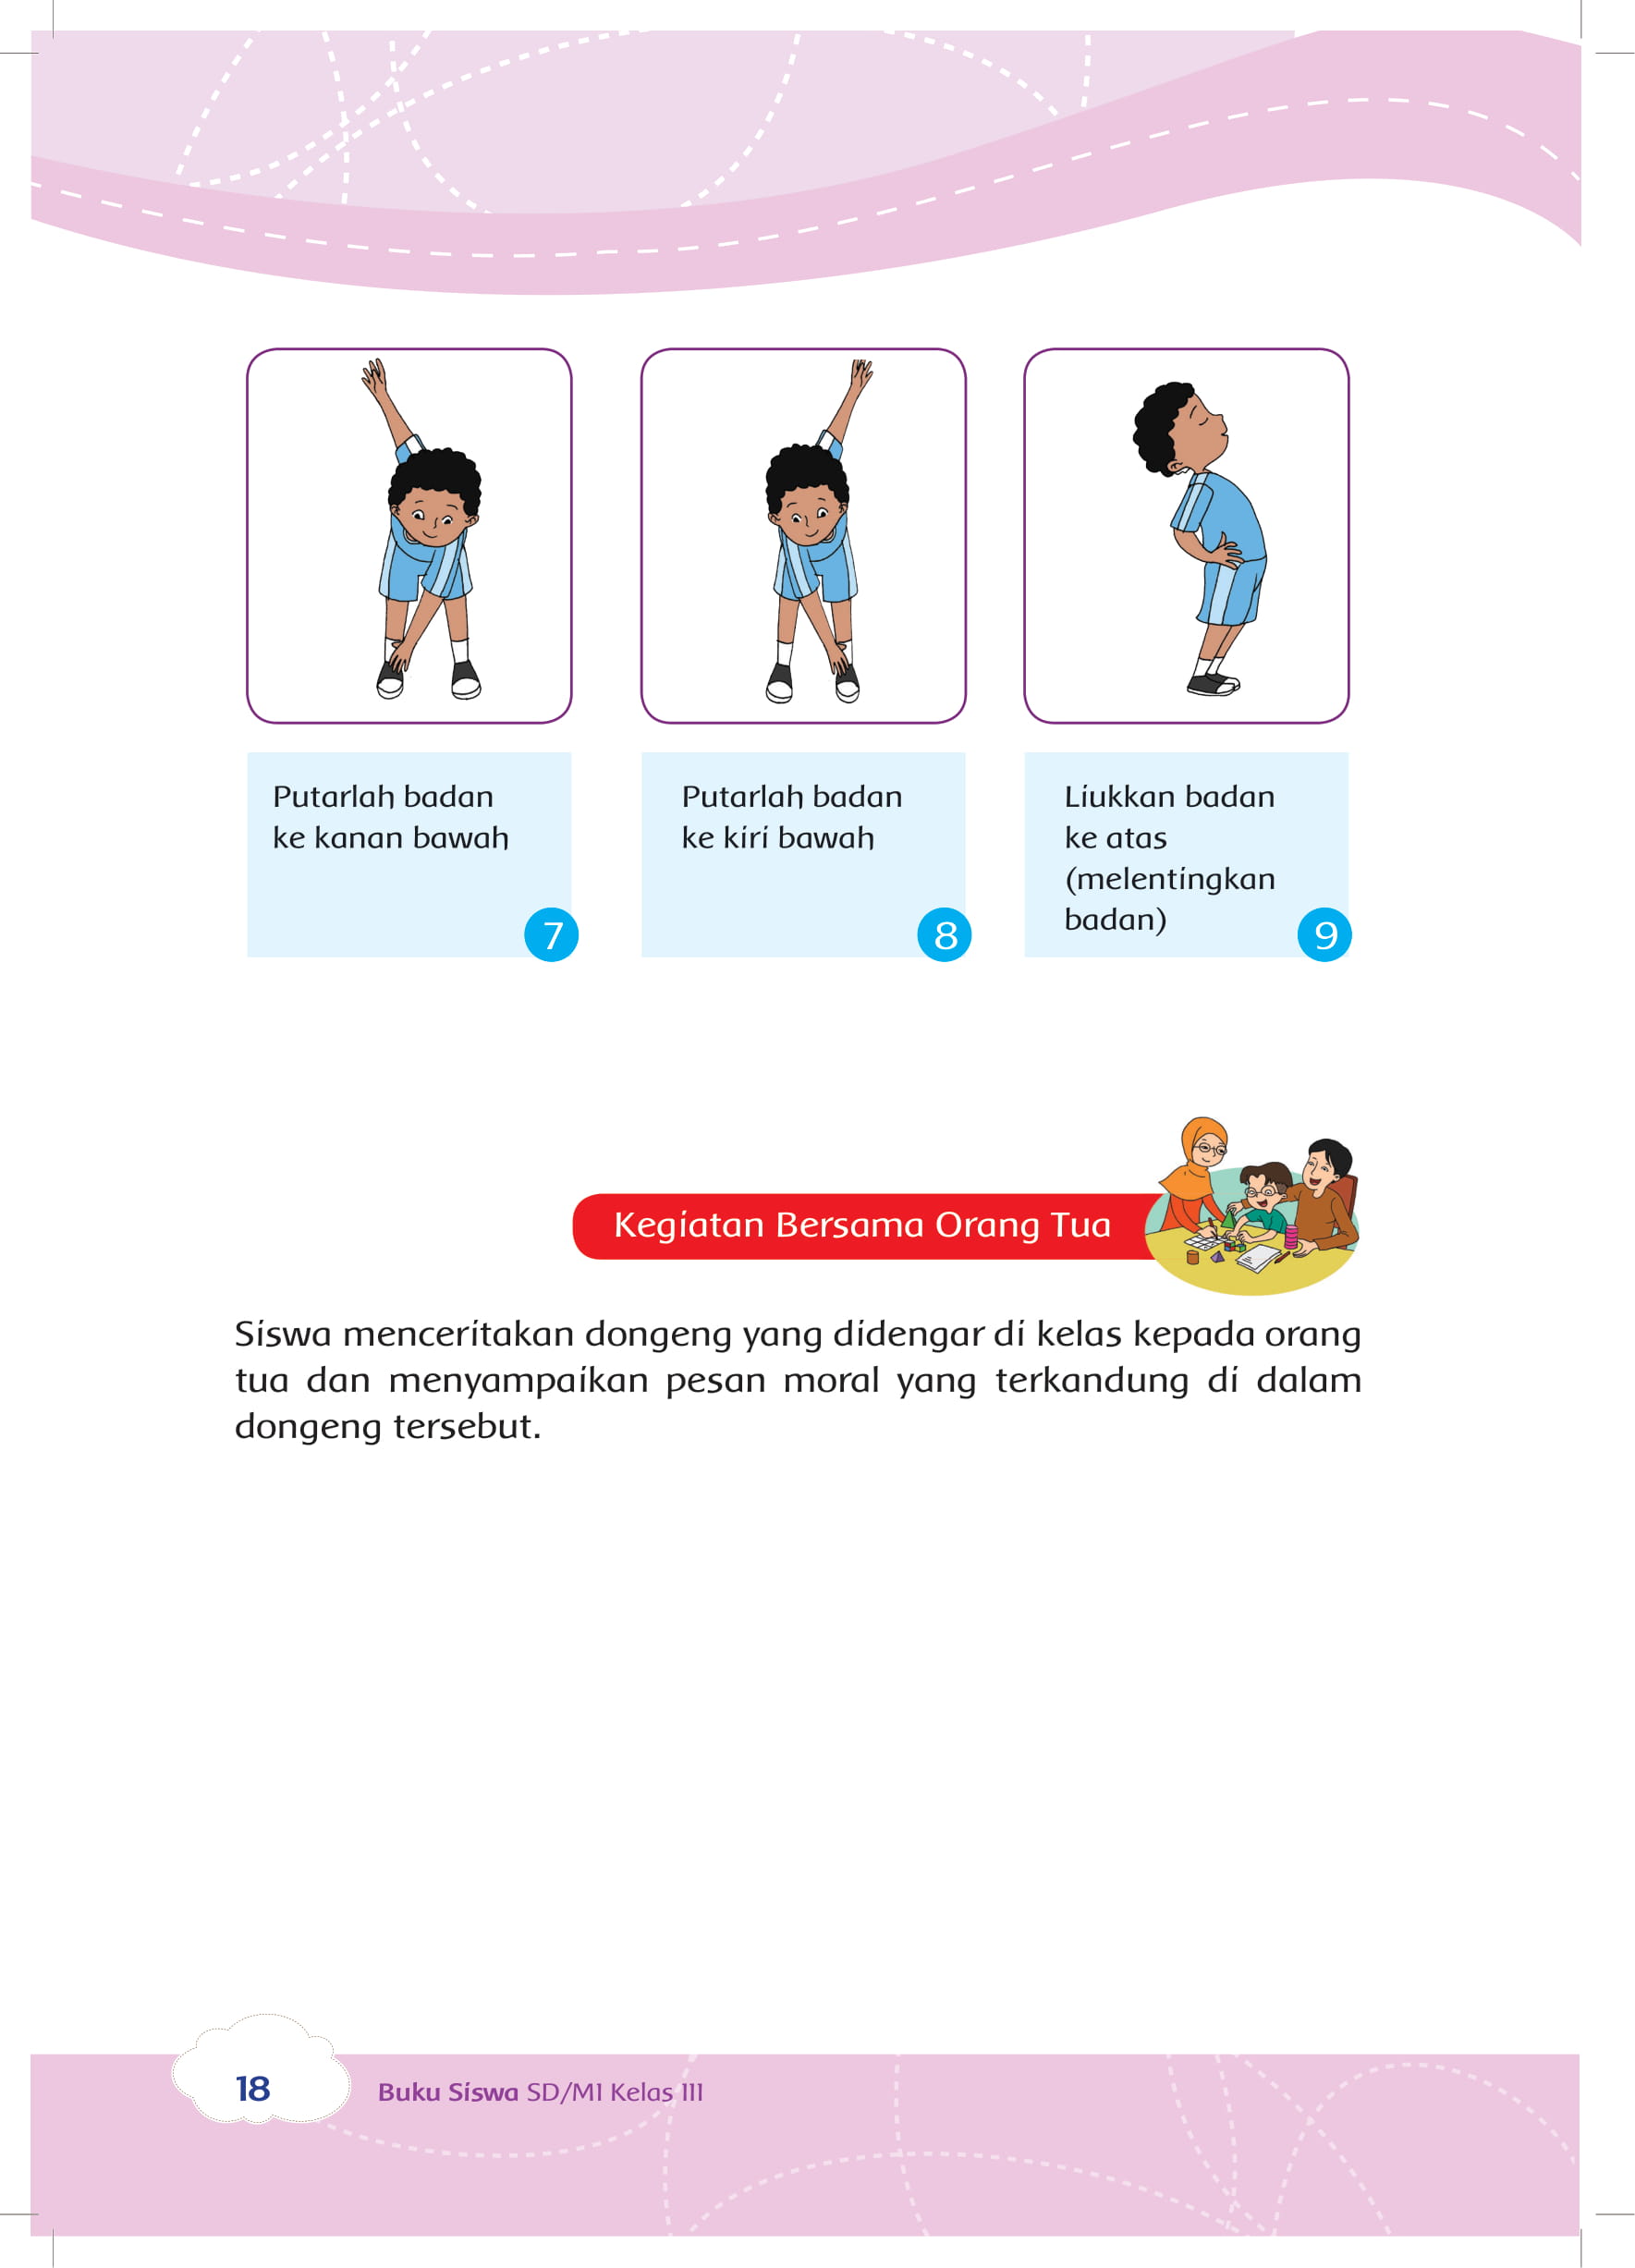 Putarlah badan
ke kanan bawah
7
Putarlah badan
ke kiri bawah
8
Liukkan badan
ke atas
(melentingkan
badan)
9
Kegiatan Bersama Orang Tua
Siswa menceritakan dongeng yang didengar di kelas kepada orang
tua dan menyampaikan pesan moral yang terkandung di dalam
dongeng tersebut.
18
Buku Siswa SD/MI Kelas III